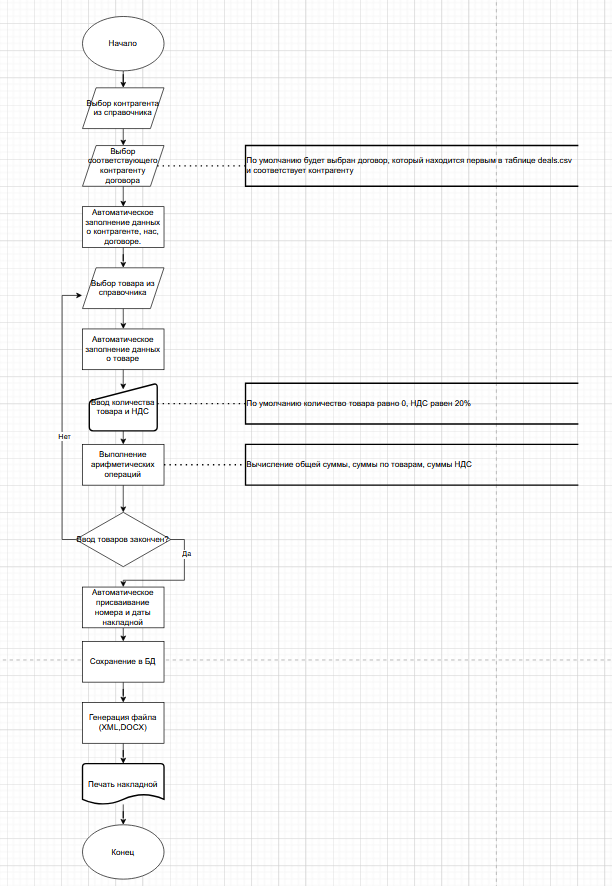 Начало
Выбор контрагента
из справочника
Выбор
соответствующего
контрагенту
договора
По умолчанию будет выбран договор, который находится первым в таблице deals.csv
и соответствует контрагенту
Автоматическое
заполнение данных
о контрагенте, нас,
договоре.
Выбор товара из
справочника
Автоматическое
заполнение данных
о товаре
Ввод количества
товара и НДС
По умолчанию количество товара равно 0, НДС равен 20%
Нет
Выполнение
арифметических
операций
Вычисление общей суммы, суммы по товарам, суммы НДС
Ввод товаров закончен?
Да
Автоматическое
присваивание
номера и даты
накладной
Сохранение в БД
Генерация файла
(XML,DOCX)
Печать накладной
Конец